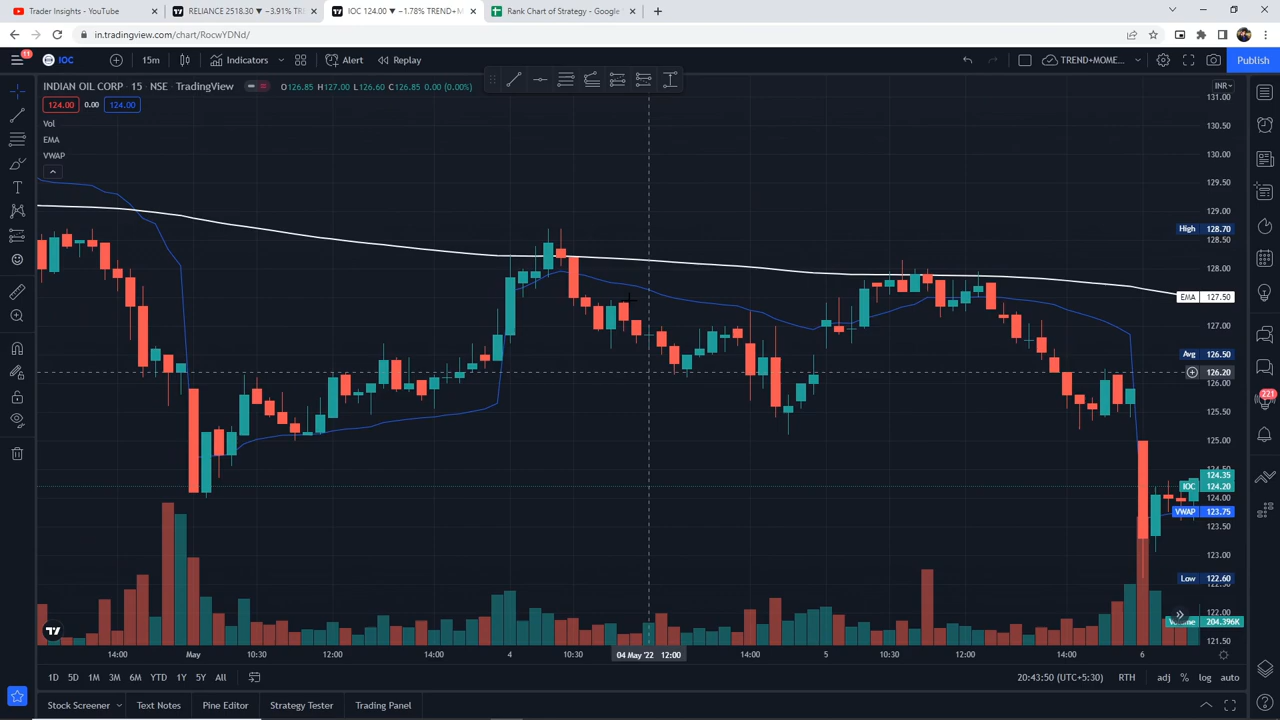 Trader Insights - YouTube
RELIANCE 2518.30 ▼ −3.91% TREND+
IOC 124.00 ▼ −1.78% TREND+M
Rank Chart of Strategy - Google
in.tradingview.com/chart/RocwYDNd/
11
IOC
15m
Indicators
Alert
Replay
TREND+MOME...
Publish
INDIAN OIL CORP · 15 · NSE · TradingView
O126.85 H127.00 L126.60 C126.85 0.00 (0.00%)
INR
124.00 0.00 124.00
Vol
EMA
VWAP
131.00
130.50
130.00
129.50
129.00
High 128.70
128.50
128.00
EMA 127.50
127.00
Avg 126.50
126.20
126.00
125.50
125.00
124.50
124.35
IOC 124.20
124.00
VWAP 123.75
123.50
123.00
Low 122.60
122.00
Volume 204.396K
121.50
221
14:00 May 10:30 12:00 14:00 4 10:30 04 May '22 12:00 14:00 5 10:30 12:00 14:00 6
1D 5D 1M 3M 6M YTD 1Y 5Y All
20:43:50 (UTC+5:30) RTH adj % log auto
Stock Screener Text Notes Pine Editor Strategy Tester Trading Panel